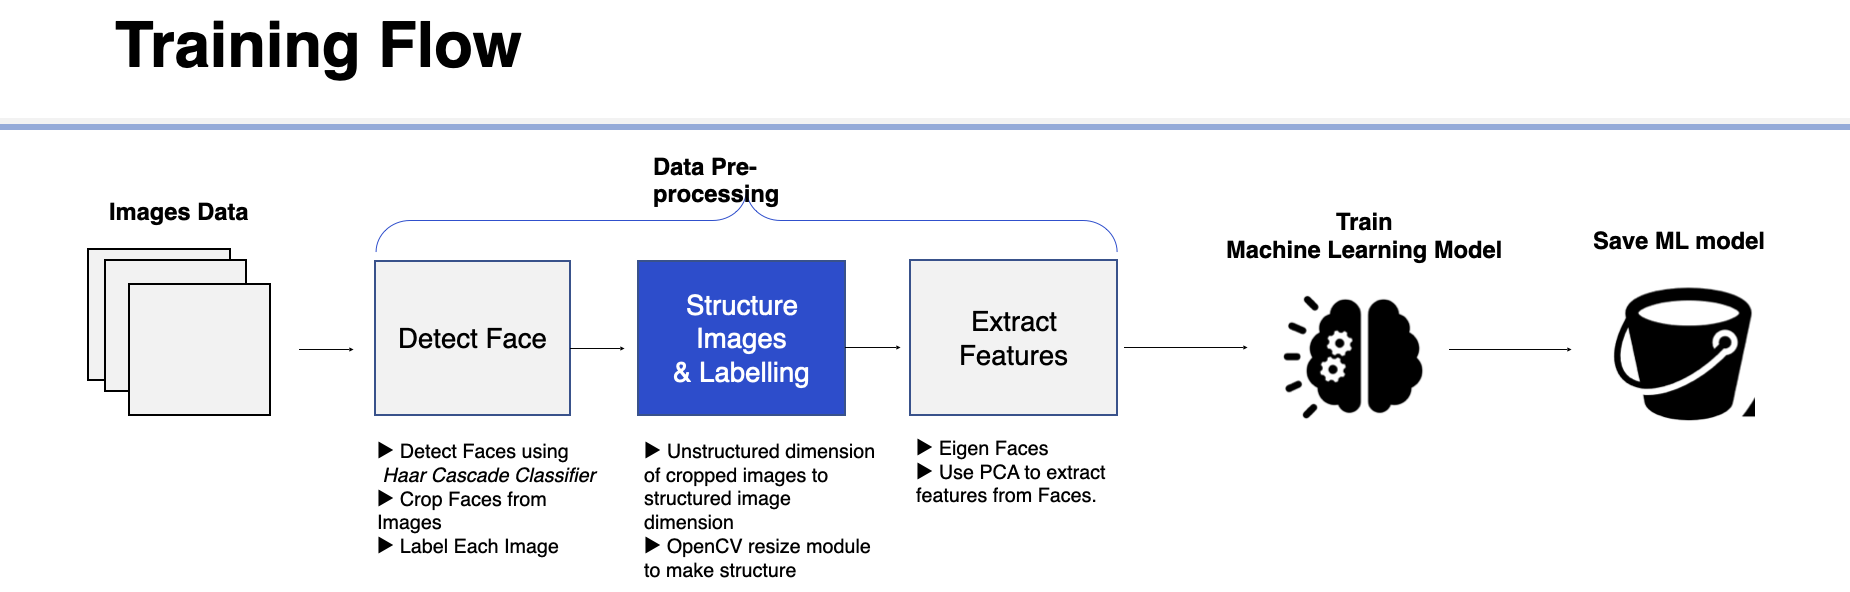 Training Flow
Data Pre-
processing
Images Data
Train
Machine Learning Model
Save ML model
Detect Face
Structure
Images
& Labelling
Extract
Features
▶ Detect Faces using
Haar Cascade Classifier
▶ Crop Faces from
Images
▶ Label Each Image
▶ Unstructured dimension
of cropped images to
structured image
dimension
▶ OpenCV resize module
to make structure
▶ Eigen Faces
▶ Use PCA to extract
features from Faces.